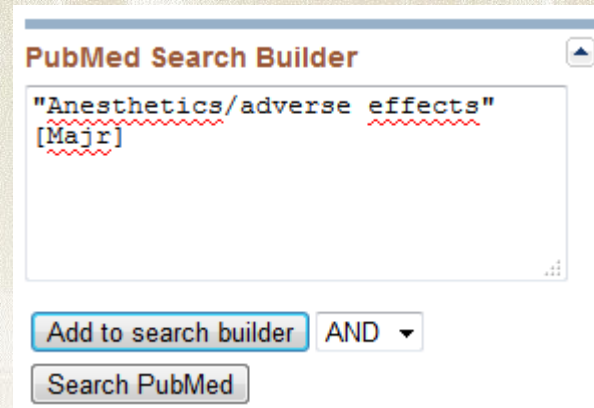 PubMed Search Builder
"Anesthetics/adverse effects"
[Majr]
Add to search builder AND
Search PubMed